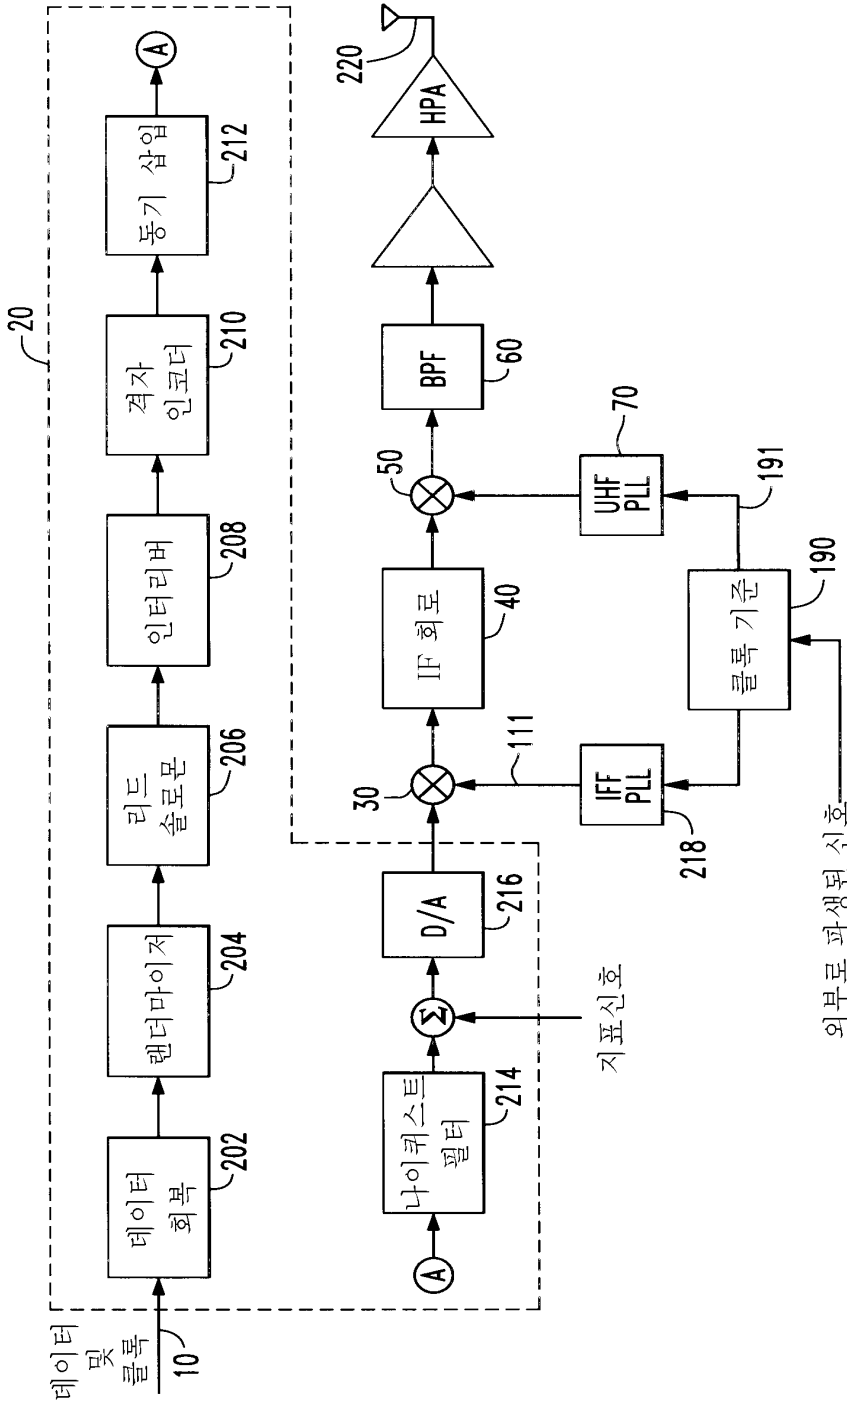 20
데이터
및
클록
10
데이터
회복
202
랜더마이저
204
리드
솔로몬
206
인터리버
208
격자
인코더
210
동기 삽입
212
A
A
나이퀴스트
필터
214
Σ
지표신호
D/A
216
30
111
IF 회로
40
50
BPF
60
HPA
220
IFF
PLL
218
UHF
PLL
70
클록 기준
190
191
외부로 파생된 신호